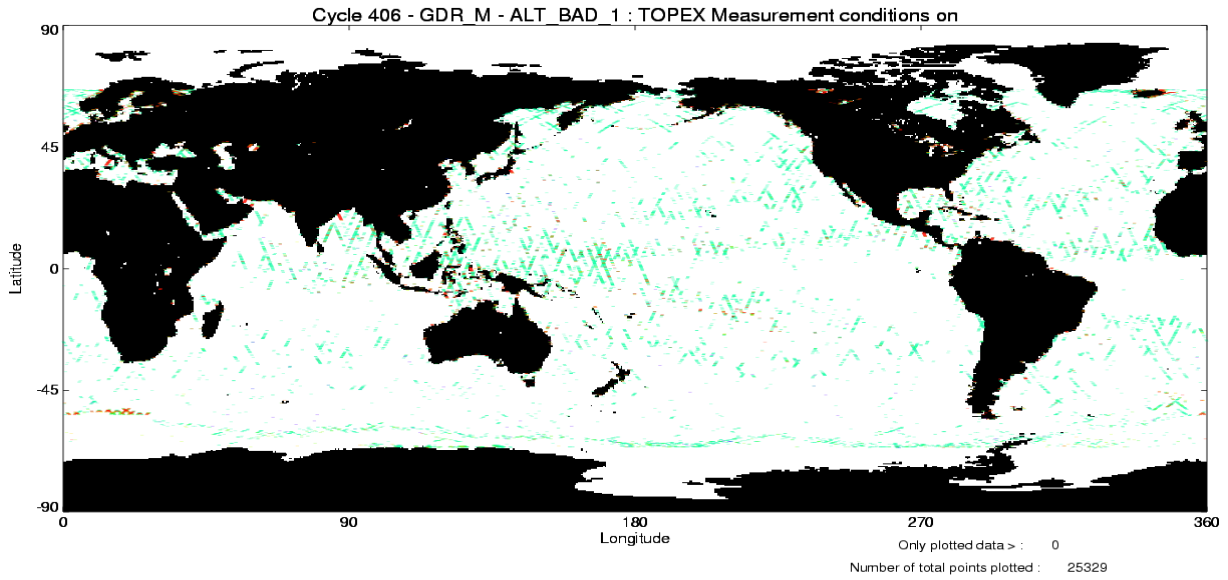 Cycle 406 - GDR_M - ALT_BAD_1 : TOPEX Measurement conditions on
90
45
0
-45
-90
Latitude
0 90 180 270 360
Longitude
Only plotted data > : 0
Number of total points plotted : 25329